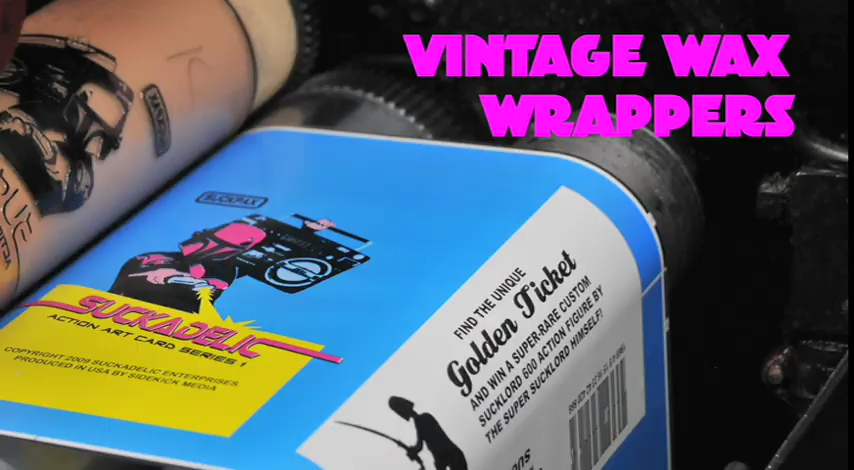 VINTAGE WAX
WRAPPERS
SUCKPAX
SUCKADELIC
ACTION ART CARD SERIES 1
COPYRIGHT 2009 SUCKADELIC ENTERPRISES.
PRODUCED IN USA BY SIDEKICK MEDIA
FIND THE UNIQUE
Golden Ticket
AND WIN A SUPER-RARE CUSTOM
SUCKLORD 600 ACTION FIGURE BY
THE SUPER SUCKLORD HIMSELF!